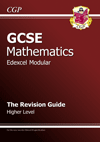 CGP
GCSE
Mathematics
Edexcel Modular
The Revision Guide
Higher Level